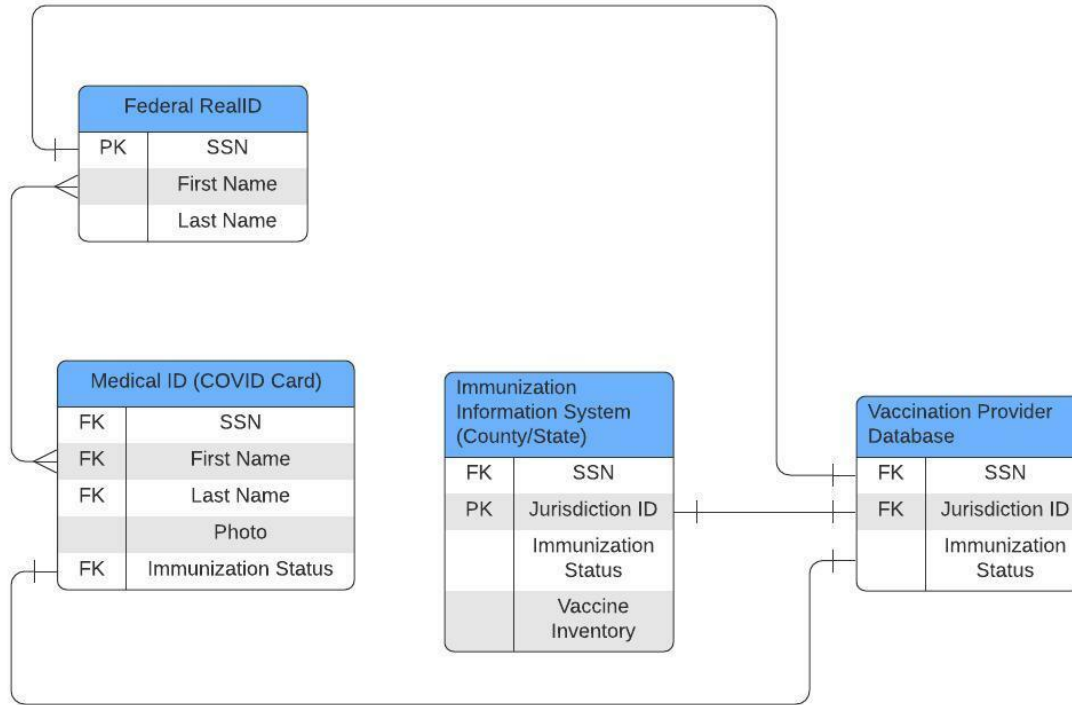 Federal RealID
PK SSN
First Name
Last Name
Medical ID (COVID Card)
FK SSN
FK First Name
FK Last Name
Photo
FK Immunization Status
Immunization
Information System
(County/State)
FK SSN
PK Jurisdiction ID
Immunization
Status
Vaccine
Inventory
Vaccination Provider
Database
FK SSN
FK Jurisdiction ID
Immunization
Status